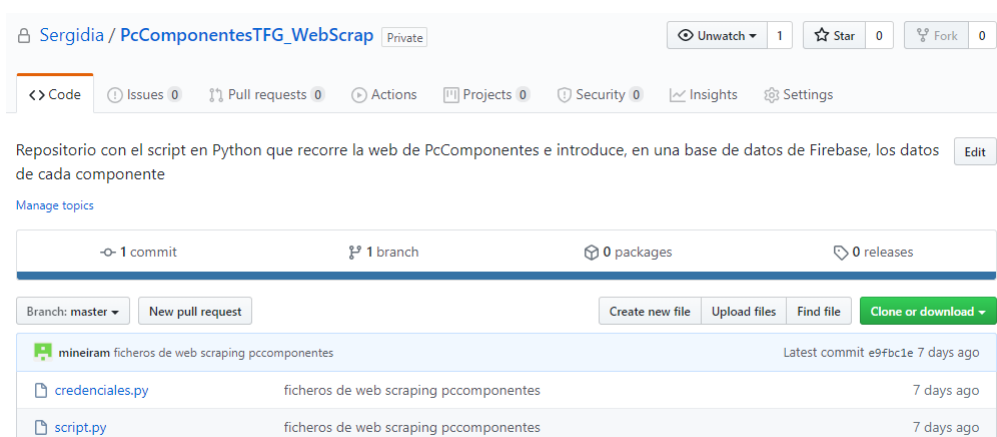 Sergidia / PcComponentesTFG_WebScrap Private Unwatch 1 Star 0 Fork 0
Code Issues 0 Pull requests 0 Actions Projects 0 Security 0 Insights Settings
Repositorio con el script en Python que recorre la web de PcComponentes e introduce, en una base de datos de Firebase, los datos Edit
de cada componente
Manage topics
1 commit 1 branch 0 packages 0 releases
Branch: master New pull request Create new file Upload files Find file Clone or download
mineiram ficheros de web scraping pccomponentes Latest commit e9fbc1e 7 days ago
credenciales.py ficheros de web scraping pccomponentes 7 days ago
script.py ficheros de web scraping pccomponentes 7 days ago